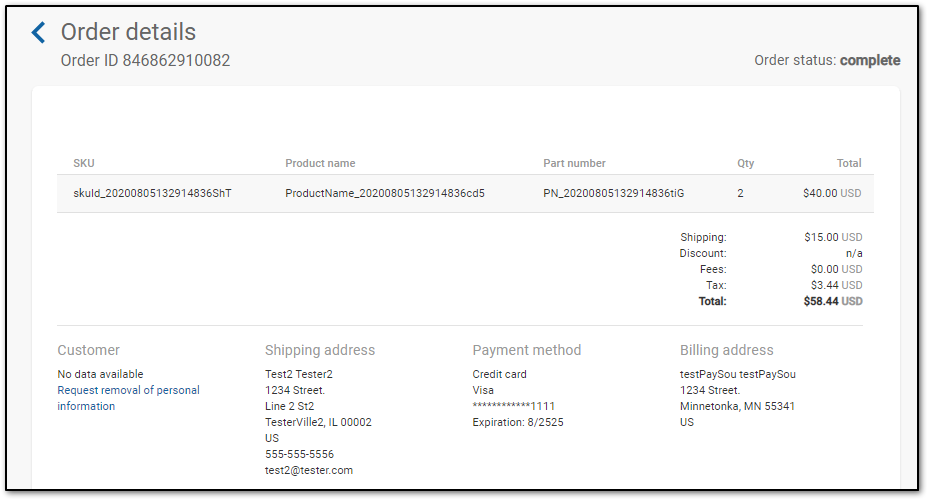 Order details
Order ID 846862910082
Order status: complete
SKU Product name Part number Qty Total
skuId_20200805132914836ShT ProductName_20200805132914836cd5 PN_20200805132914836tiG 2 $40.00 USD
Shipping: $15.00 USD
Discount: n/a
Fees: $0.00 USD
Tax: $3.44 USD
Total: $58.44 USD
Customer
No data available
Request removal of personal
information
Shipping address
Test2 Tester2
1234 Street.
Line 2 St2
TesterVille2, IL 00002
US
555-555-5556
test2@tester.com
Payment method
Credit card
Visa
************1111
Expiration: 8/2525
Billing address
testPaySou testPaySou
1234 Street.
Minnetonka, MN 55341
US